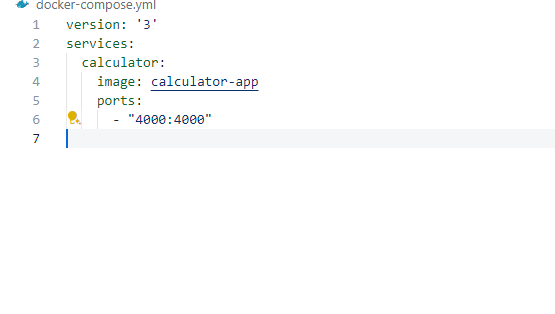 docker-compose.yml
1 version: '3'
2 services:
3   calculator:
4     image: calculator-app
5     ports:
6       - "4000:4000"
7